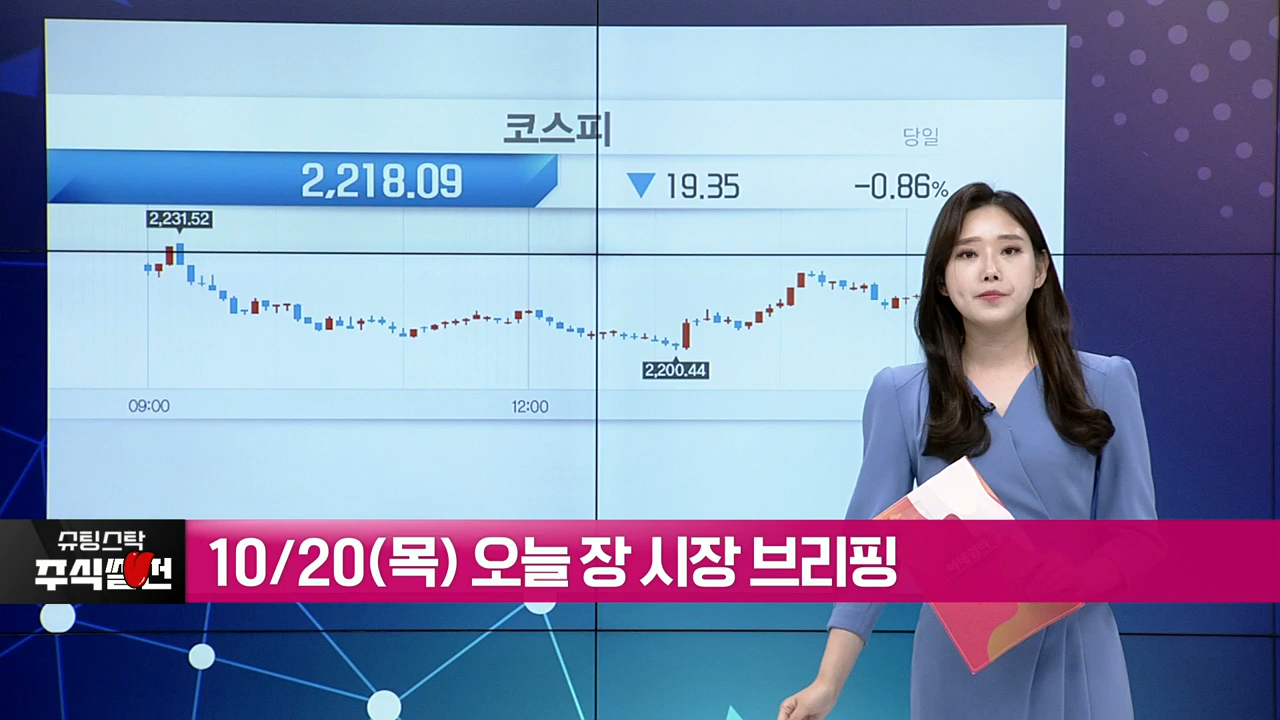 코스피
당일
2,218.09
▼ 19.35
-0.86%
2,231.52
2,200.44
09:00
12:00
슈팅스탁
주식썰전
10/20(목) 오늘 장 시장 브리핑